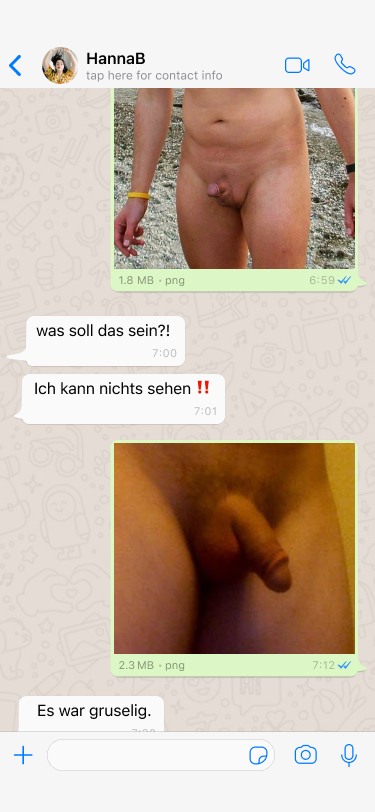 HannaB
tap here for contact info
1.8 MB · png
6:59
was soll das sein?!
7:00
Ich kann nichts sehen ‼️
7:01
2.3 MB · png
7:12
Es war gruselig.